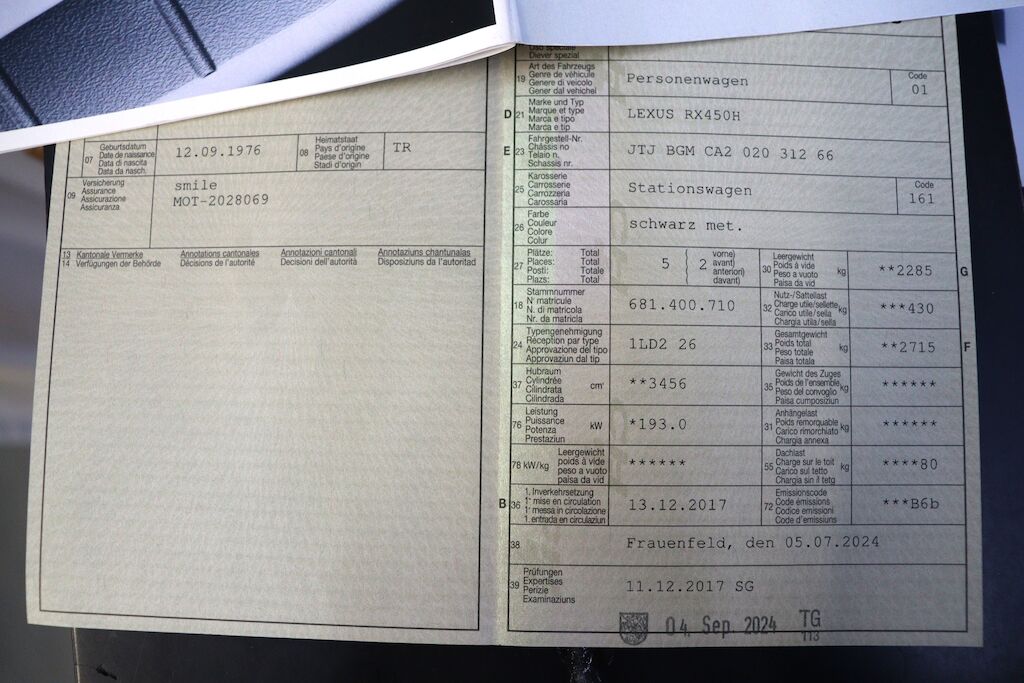 07 Geburtsdatum
Date de naissance
Data di nascita
Data da nasch.
12.09.1976
08 Heimatstaat
Pays d'origine
Paese d'origine
Stadi d'origin
TR
09 Versicherung
Assurance
Assicurazione
Assicuranza
smile
MOT-2028069
13 Kantonale Vermerke Annotations cantonales Annotazioni cantonali Annotaziuns chantunalas
14 Verfügungen der Behörde Décisions de l'autorité Decisioni dell'autorità Disposiziuns da l'autoritad
Diever spezial
19 Art des Fahrzeugs
Genre de véhicule
Genere di veicolo
Gener dal vehichel
Personenwagen
Code
01
D 21 Marke und Typ
Marque et type
Marca e tipo
Marca e tip
LEXUS RX450H
E 23 Fahrgestell-Nr.
Châssis no
Telaio n.
Schassis nr.
JTJ BGM CA2 020 312 66
25 Karosserie
Carrosserie
Carrozzeria
Carossaria
Stationswagen
Code
161
26 Farbe
Couleur
Colore
Colur
schwarz met.
27 Plätze: Total
Places: Total
Posti: Totale
Plazs: Total
5 { 2 vorne)
avant)
anteriori)
davant)
30 Leergewicht
Poids à vide
Peso a vuoto
Paisa da vid
kg
**2285 G
18 Stammnummer
N° matricule
N. di matricola
Nr. da matricla
681.400.710
32 Nutz-/Sattellast
Charge utile/sellette
Carico utile/sella
Chargia utila/sella
kg
***430
24 Typengenehmigung
Réception par type
Approvazione del tipo
Approvaziun dal tip
1LD2 26
33 Gesamtgewicht
Poids total
Peso totale
Paisa totala
kg
**2715 F
37 Hubraum
Cylindrée
Cilindrata
Cilindrada
cm³
**3456
35 Gewicht des Zuges
Poids de l'ensemble
Peso del convoglio
Paisa cumposiziun
kg
******
76 Leistung
Puissance
Potenza
Prestaziun
kW
*193.0
31 Anhängelast
Poids remorquable
Carico rimorchiato
Chargia annexa
kg
******
78 kW/kg Leergewicht
poids à vide
peso a vuoto
paisa da vid
******
55 Dachlast
Charge sur le toit
Carico sul tetto
Chargia sin il tetg
kg
****80
B 36 1. Inverkehrsetzung
1° mise en circulation
1° messa in circolazione
1. entrada en circulaziun
13.12.2017
72 Emissionscode
Code émissions
Codice emissioni
Code d'emissiuns
***B6b
38 Frauenfeld, den 05.07.2024
39 Prüfungen
Expertises
Perizie
Examinaziuns
11.12.2017 SG
04. Sep. 2024 TG
113